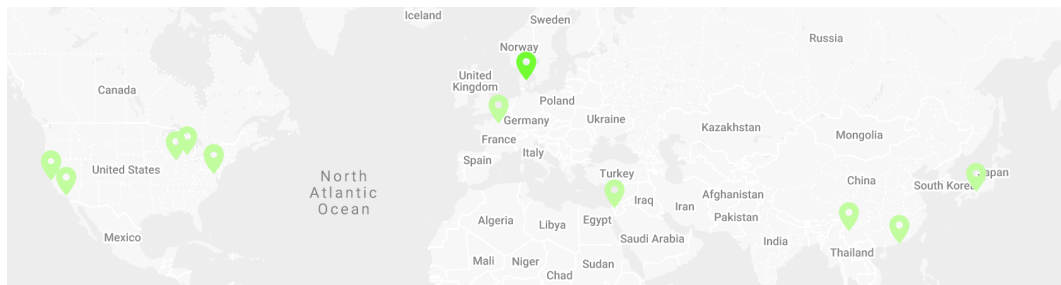 Iceland
Sweden
Russia
Norway
United
Kingdom
Canada
Poland
Germany
Ukraine
Kazakhstan
Mongolia
France
Italy
Spain
United States
North
Atlantic
Ocean
Turkey
China
Japan
South Korea
Iraq
Iran
Afghanistan
Pakistan
Algeria
Libya
Egypt
Saudi Arabia
India
Mexico
Thailand
Mali
Niger
Sudan
Chad